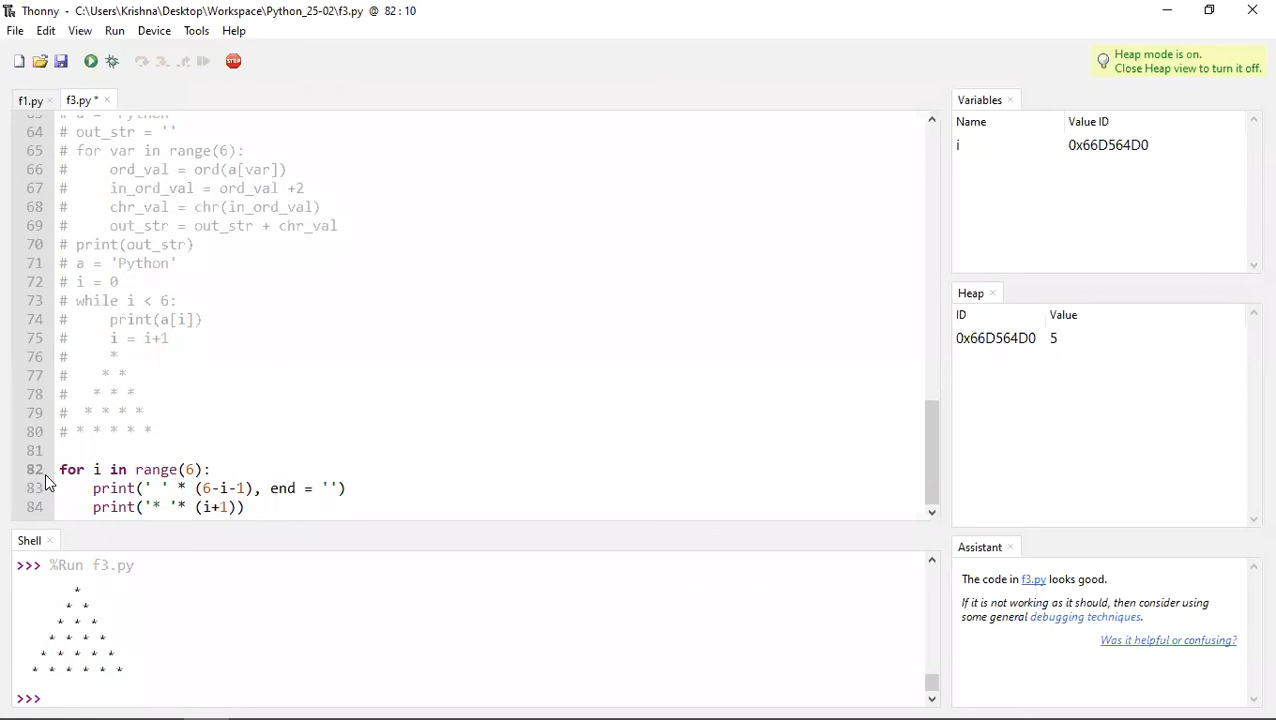 Thonny - C:\Users\Krishna\Desktop\Workspace\Python_25-02\f3.py @ 82 : 10
File Edit View Run Device Tools Help
STOP
Heap mode is on.
Close Heap view to turn it off.
f1.py × f3.py * ×
# a = 'Python'
64 # out_str = ''
65 # for var in range(6):
66 #     ord_val = ord(a[var])
67 #     in_ord_val = ord_val +2
68 #     chr_val = chr(in_ord_val)
69 #     out_str = out_str + chr_val
70 # print(out_str)
71 # a = 'Python'
72 # i = 0
73 # while i < 6:
74 #     print(a[i])
75 #     i = i+1
76 #     *
77 #    * *
78 #   * * *
79 #  * * * *
80 # * * * * *
81
82 for i in range(6):
83     print(' ' * (6-i-1), end = '')
84     print('* '* (i+1))
Shell ×
>>> %Run f3.py
     *
    * *
   * * *
  * * * *
 * * * * *
* * * * * *
>>>
Variables ×
Name Value ID
i 0x66D564D0
Heap ×
ID Value
0x66D564D0 5
Assistant ×
The code in f3.py looks good.
If it is not working as it should, then consider using
some general debugging techniques.
Was it helpful or confusing?